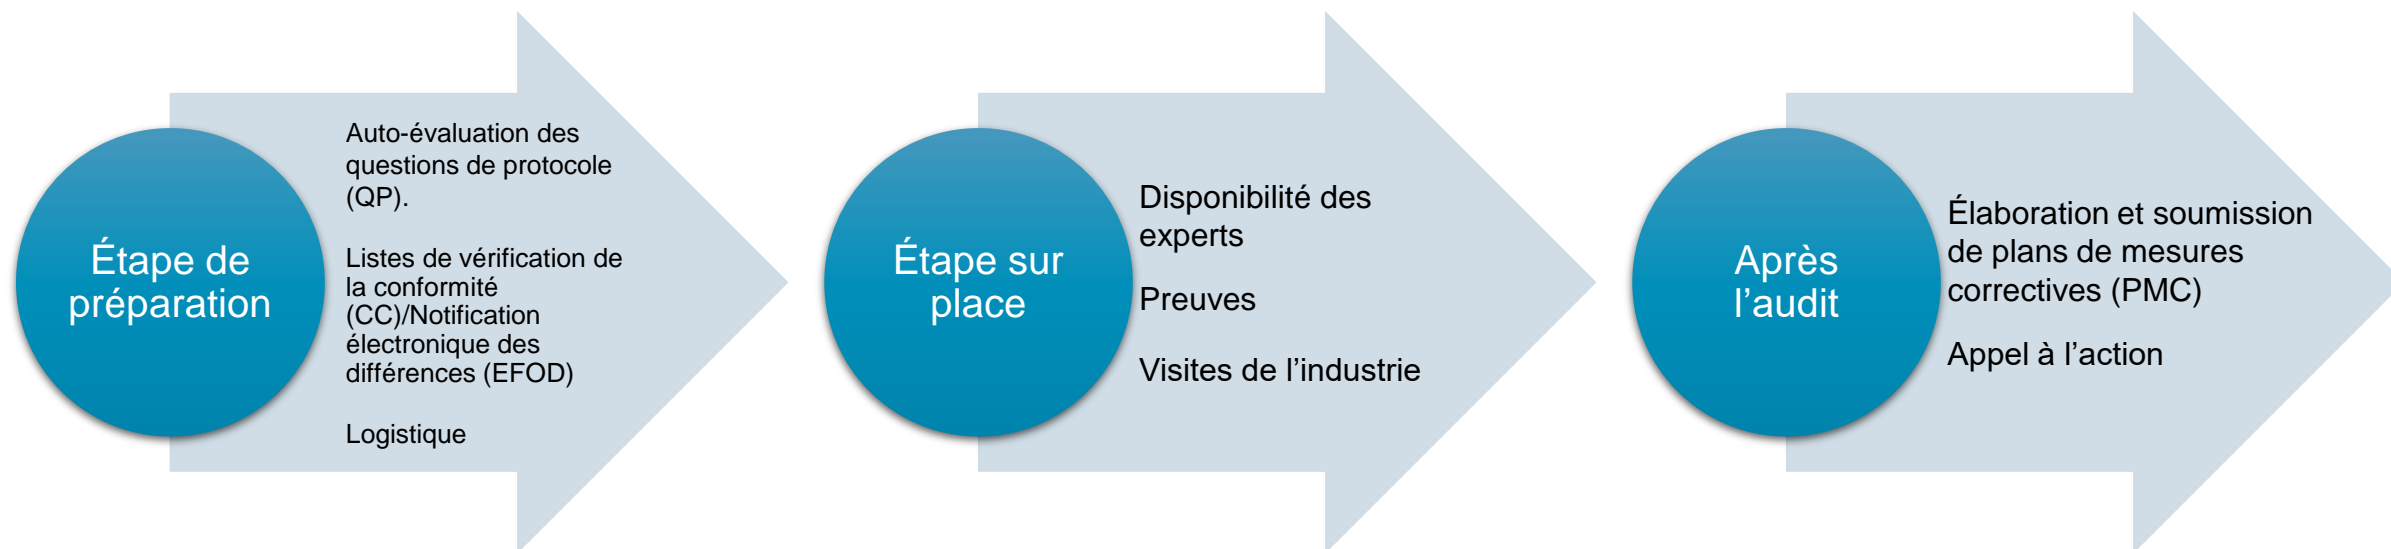 Étape de
préparation
Auto-évaluation des
questions de protocole
(QP).
Listes de vérification de
la conformité
(CC)/Notification
électronique des
différences (EFOD)
Logistique
Étape sur
place
Disponibilité des
experts
Preuves
Visites de l’industrie
Après
l’audit
Élaboration et soumission
de plans de mesures
correctives (PMC)
Appel à l’action